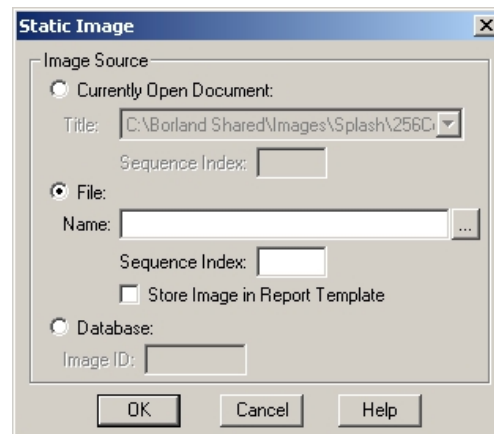 Static Image
Image Source
Currently Open Document:
Title: C:\Borland Shared\Images\Splash\256C
Sequence Index:
File:
Name: ...
Sequence Index:
Store Image in Report Template
Database:
Image ID:
OK Cancel Help